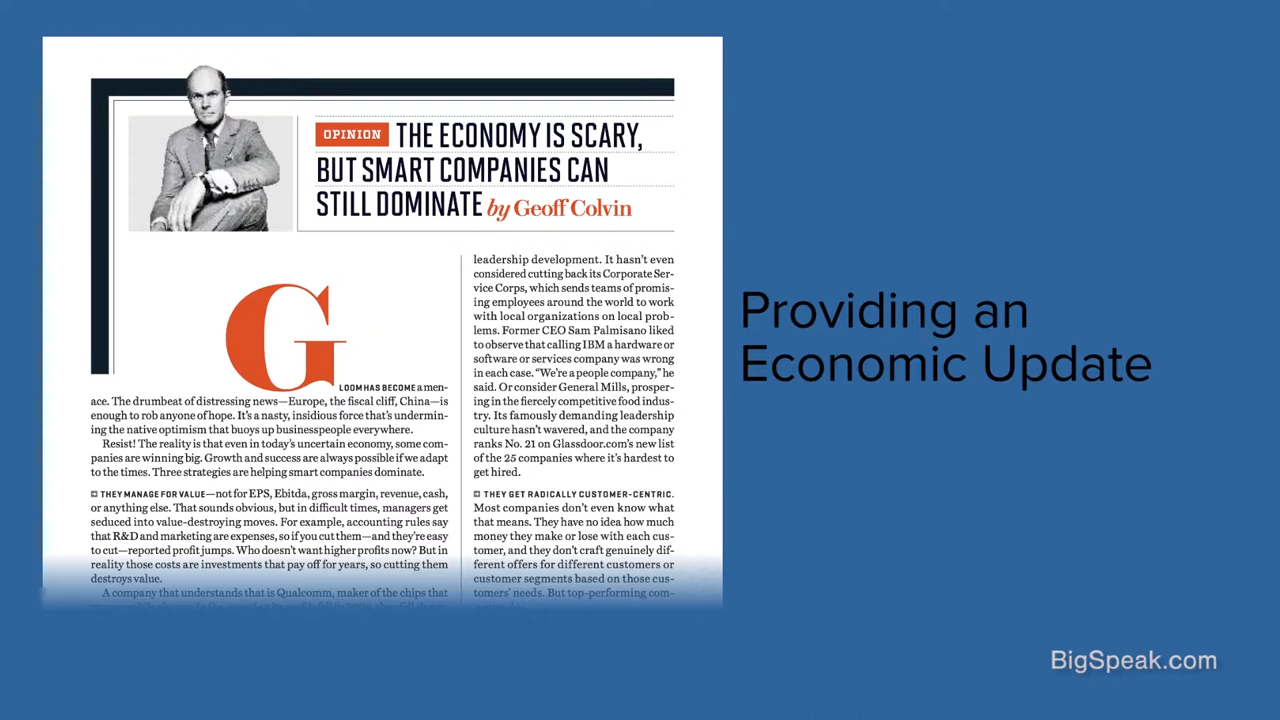 OPINION THE ECONOMY IS SCARY,
BUT SMART COMPANIES CAN
STILL DOMINATE by Geoff Colvin
GLOOM HAS BECOME a men-
ace. The drumbeat of distressing news—Europe, the fiscal cliff, China—is
enough to rob anyone of hope. It's a nasty, insidious force that's undermin-
ing the native optimism that buoys up businesspeople everywhere.
Resist! The reality is that even in today's uncertain economy, some com-
panies are winning big. Growth and success are always possible if we adapt
to the times. Three strategies are helping smart companies dominate.
THEY MANAGE FOR VALUE—not for EPS, Ebitda, gross margin, revenue, cash,
or anything else. That sounds obvious, but in difficult times, managers get
seduced into value-destroying moves. For example, accounting rules say
that R&D and marketing are expenses, so if you cut them—and they're easy
to cut—reported profit jumps. Who doesn't want higher profits now? But in
reality those costs are investments that pay off for years, so cutting them
destroys value.
A company that understands that is Qualcomm, maker of the chips that
leadership development. It hasn't even
considered cutting back its Corporate Ser-
vice Corps, which sends teams of promis-
ing employees around the world to work
with local organizations on local prob-
lems. Former CEO Sam Palmisano liked
to observe that calling IBM a hardware or
software or services company was wrong
in each case. "We're a people company," he
said. Or consider General Mills, prosper-
ing in the fiercely competitive food indus-
try. Its famously demanding leadership
culture hasn't wavered, and the company
ranks No. 21 on Glassdoor.com's new list
of the 25 companies where it's hardest to
get hired.
THEY GET RADICALLY CUSTOMER-CENTRIC.
Most companies don't even know what
that means. They have no idea how much
money they make or lose with each cus-
tomer, and they don't craft genuinely dif-
ferent offers for different customers or
customer segments based on those cus-
tomers' needs. But top-performing com-
Providing an
Economic Update
BigSpeak.com